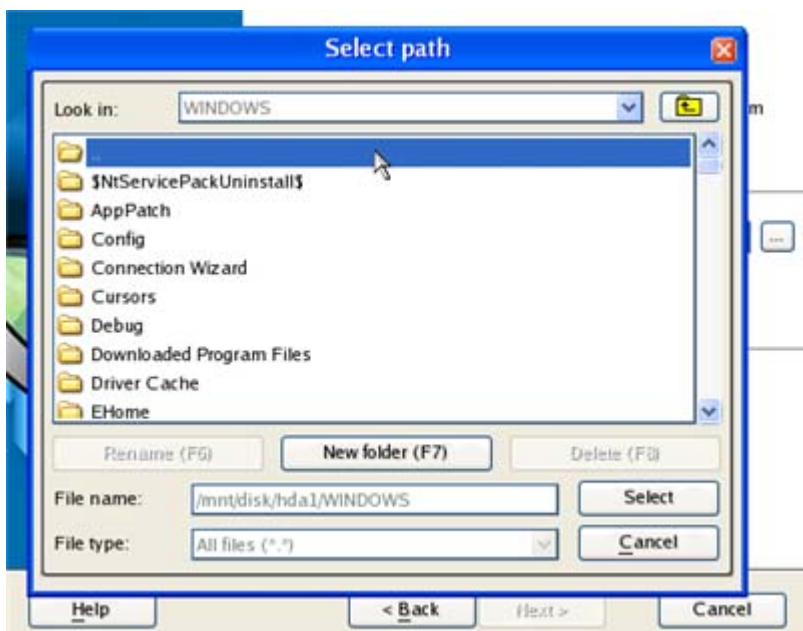 Select path
Look in: WINDOWS
m
..
$NtServicePackUninstall$
AppPatch
Config
Connection Wizard
Cursors
Debug
Downloaded Program Files
Driver Cache
EHome
Rename (F6) New folder (F7) Delete (F8)
File name: /mnt/disk/hda1/WINDOWS Select
File type: All files (*.*) Cancel
...
Help < Back Next > Cancel